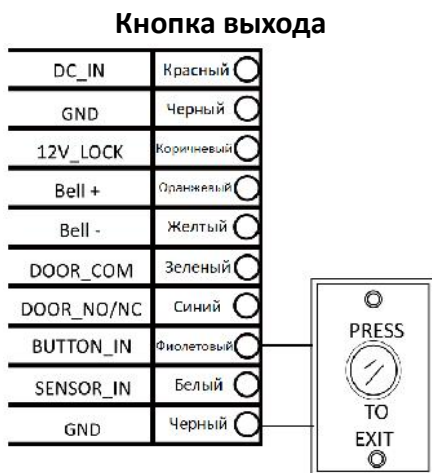 Кнопка выхода
DC_IN Красный
GND Черный
12V_LOCK Коричневый
Bell + Оранжевый
Bell - Желтый
DOOR_COM Зеленый
DOOR_NO/NC Синий
BUTTON_IN Фиолетовый
SENSOR_IN Белый
GND Черный
PRESS
TO
EXIT